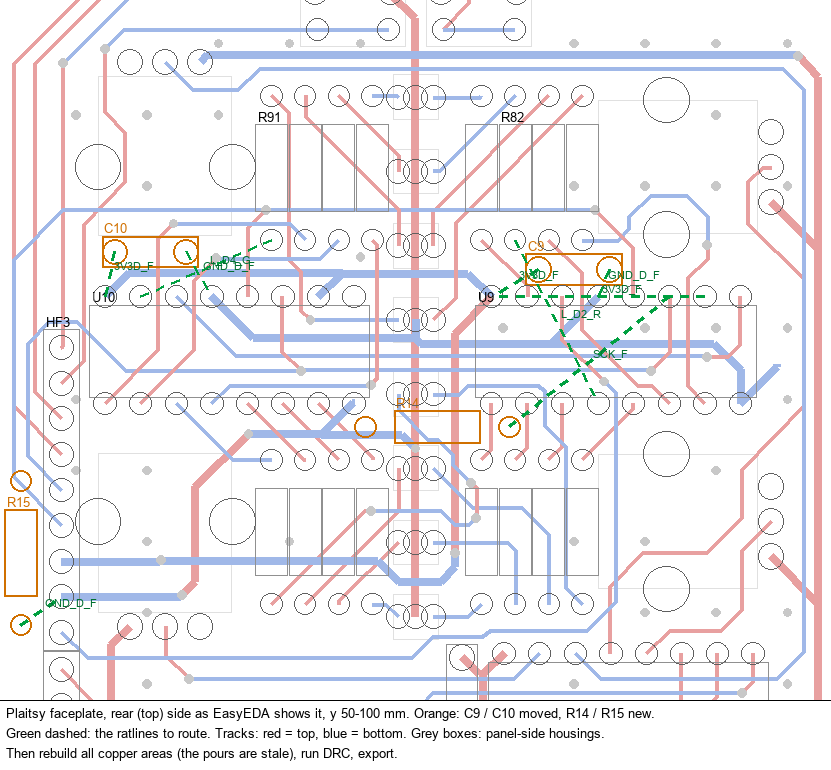 R91
R82
C10
C9
3V3D_F
GND_D_F
3V3D_F
GND_D_F
3V3D_F
U10
U9
L_D2_R
HF3
SCK_F
R14
R15
GND_D_F
Plaitsy faceplate, rear (top) side as EasyEDA shows it, y 50-100 mm. Orange: C9 / C10 moved, R14 / R15 new.
Green dashed: the ratlines to route. Tracks: red = top, blue = bottom. Grey boxes: panel-side housings.
Then rebuild all copper areas (the pours are stale), run DRC, export.